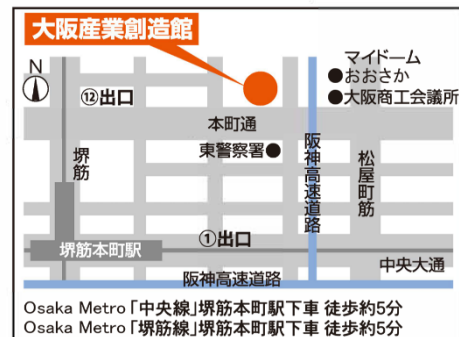 大阪産業創造館
N
マイドーム
●おおさか
●大阪商工会議所
⑫出口
本町通
東警察署●
堺筋
阪神高速道路
松屋町筋
①出口
堺筋本町駅
中央大通
阪神高速道路
Osaka Metro「中央線」堺筋本町駅下車 徒歩約5分
Osaka Metro「堺筋線」堺筋本町駅下車 徒歩約5分